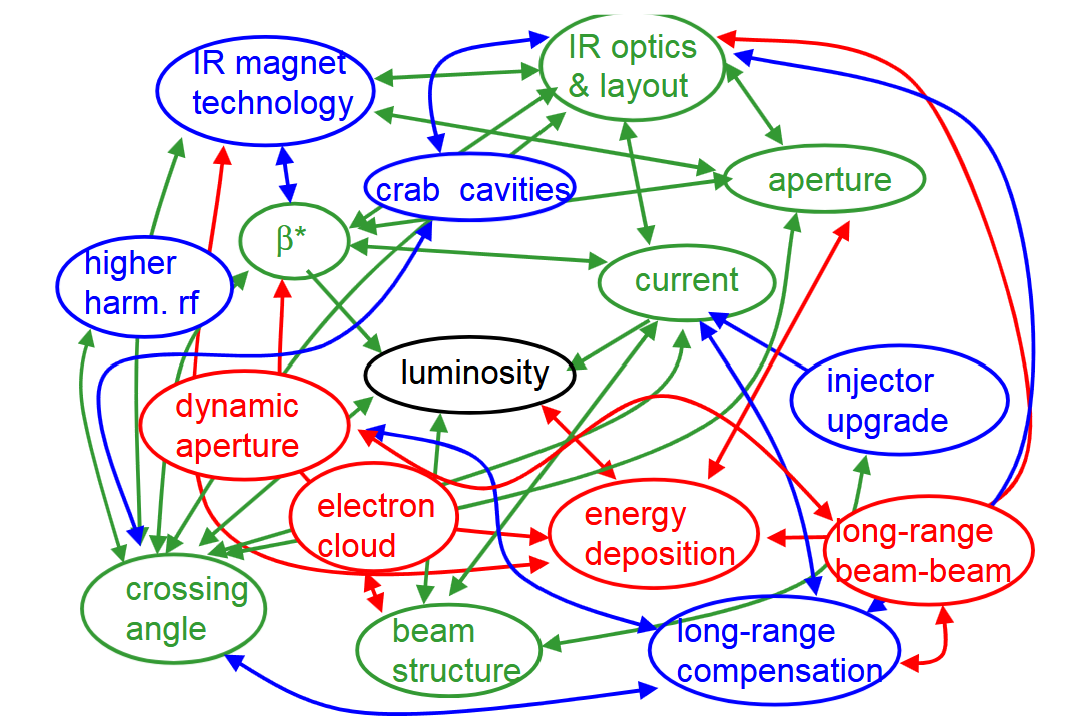 IR optics
& layout
IR magnet
technology
crab  cavities
aperture
β*
higher
harm. rf
current
luminosity
injector
upgrade
dynamic
aperture
electron
cloud
energy
deposition
long-range
beam-beam
crossing
angle
beam
structure
long-range
compensation